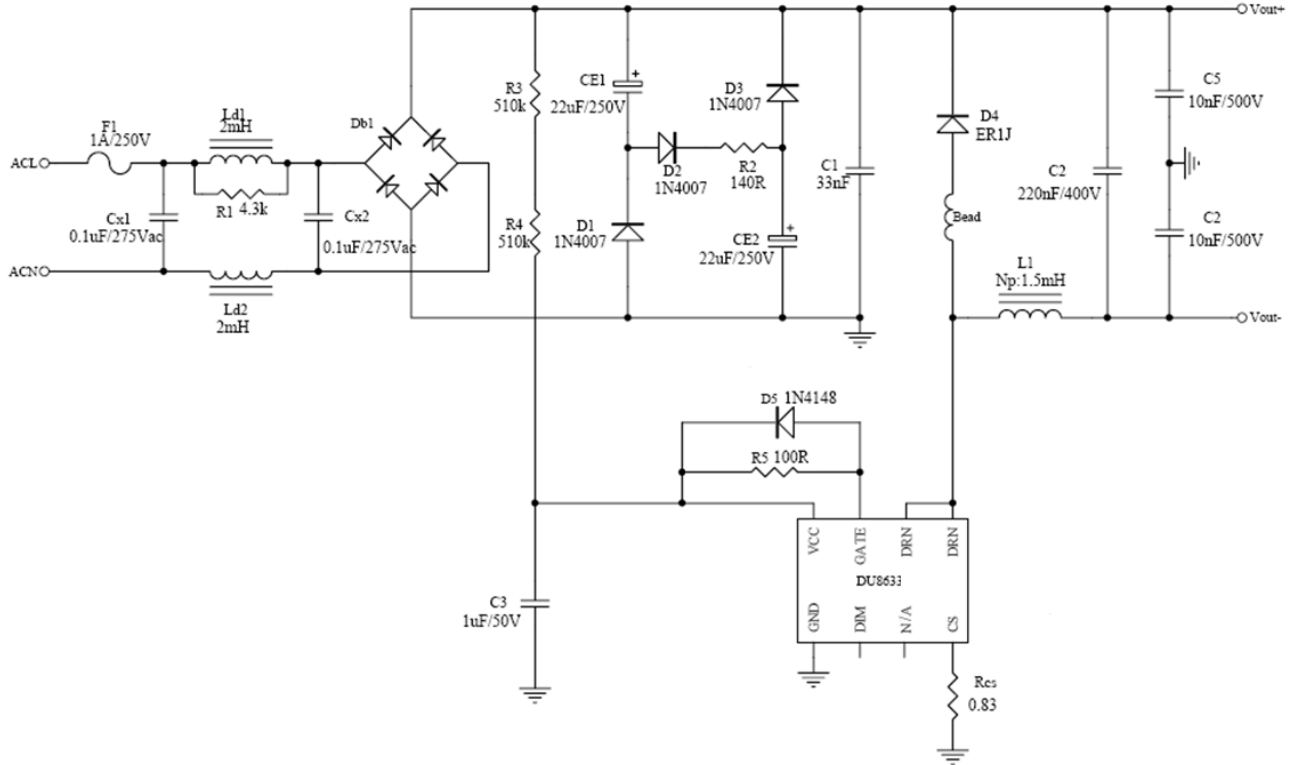 ACL
F1
1A/250V
Ld1
2mH
R1 4.3k
Cx1
0.1uF/275Vac
Cx2
0.1uF/275Vac
ACN
Ld2
2mH
Db1
R3
510k
R4
510k
CE1
22uF/250V
D2
1N4007
D1
1N4007
R2
140R
D3
1N4007
CE2
22uF/250V
C1
33nF
D4
ER1J
Bead
L1
Np:1.5mH
C2
220nF/400V
C5
10nF/500V
C2
10nF/500V
Vout+
Vout-
D5 1N4148
R5 100R
C3
1uF/50V
VCC
GATE
DRN
DRN
DU8633
GND
DIM
N/A
CS
Rcs
0.83